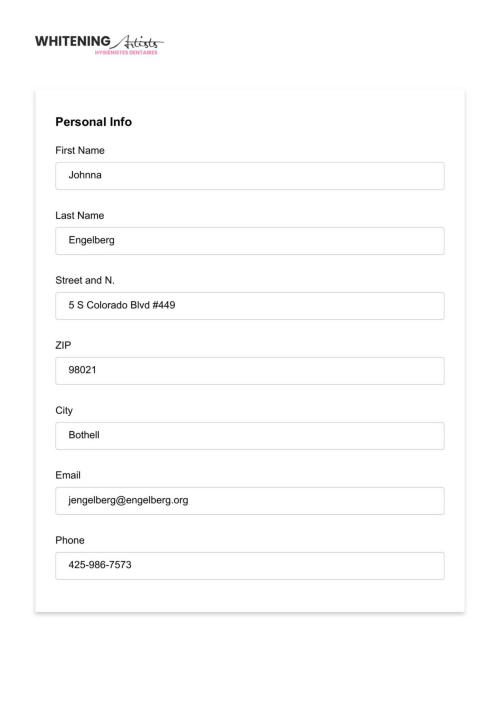 WHITENING Artists
HYGIÉNISTES DENTAIRES
Personal Info
First Name
Johnna
Last Name
Engelberg
Street and N.
5 S Colorado Blvd #449
ZIP
98021
City
Bothell
Email
jengelberg@engelberg.org
Phone
425-986-7573